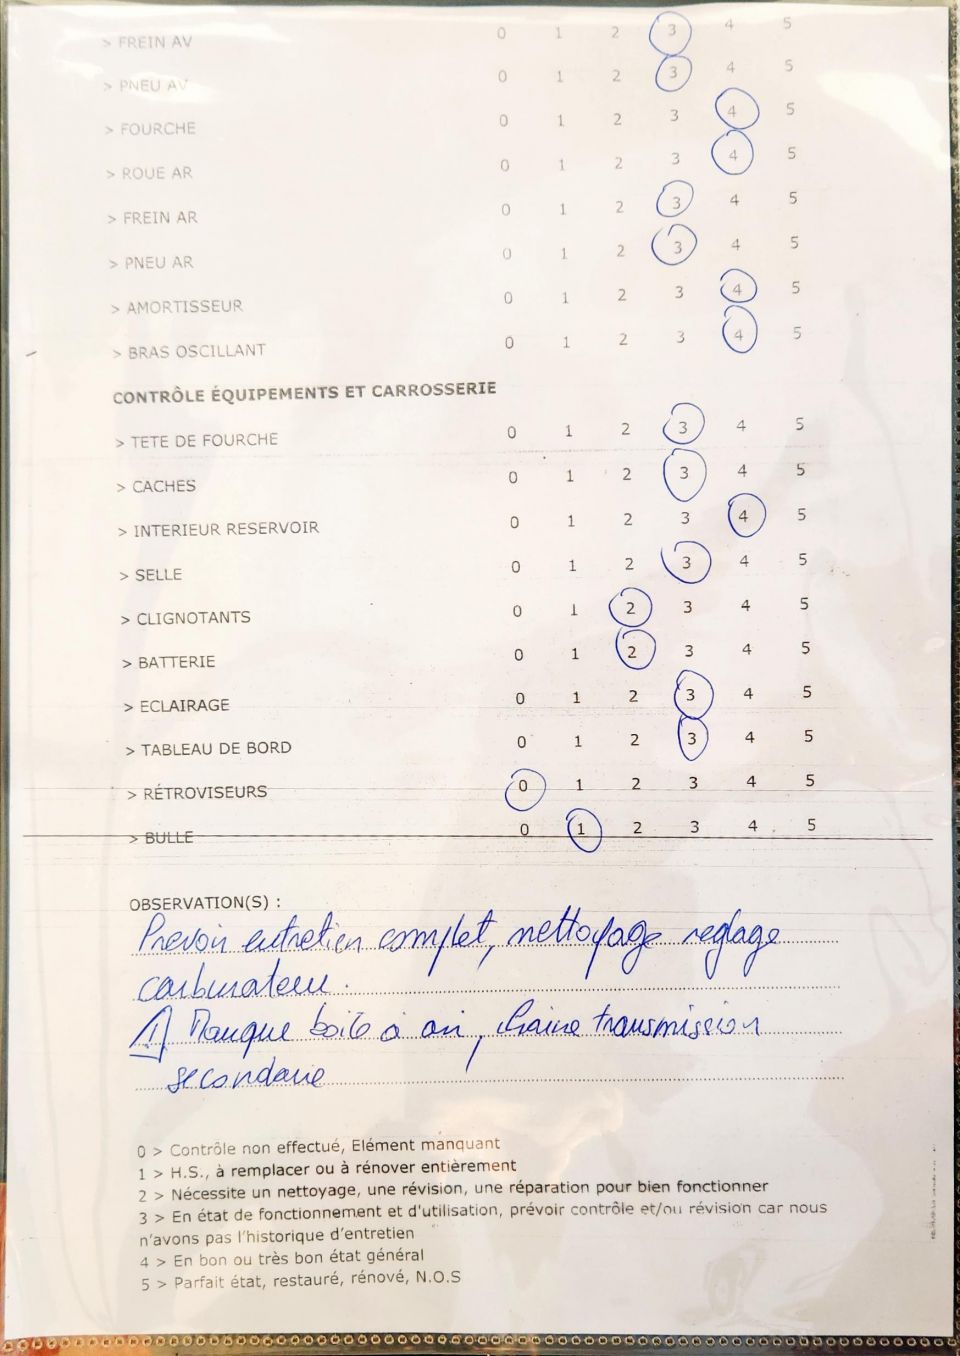 > FREIN AV 0 1 2 3 4 5
> PNEU AV 0 1 2 3 4 5
> FOURCHE 0 1 2 3 4 5
> ROUE AR 0 1 2 3 4 5
> FREIN AR 0 1 2 3 4 5
> PNEU AR 0 1 2 3 4 5
> AMORTISSEUR 0 1 2 3 4 5
> BRAS OSCILLANT 0 1 2 3 4 5
CONTRÔLE ÉQUIPEMENTS ET CARROSSERIE
> TETE DE FOURCHE 0 1 2 3 4 5
> CACHES 0 1 2 3 4 5
> INTERIEUR RESERVOIR 0 1 2 3 4 5
> SELLE 0 1 2 3 4 5
> CLIGNOTANTS 0 1 2 3 4 5
> BATTERIE 0 1 2 3 4 5
> ECLAIRAGE 0 1 2 3 4 5
> TABLEAU DE BORD 0 1 2 3 4 5
> RÉTROVISEURS 0 1 2 3 4 5
> BULLE 0 1 2 3 4 5
OBSERVATION(S) :
Prevoir entretien complet, nettoyage reglage
carburateur.
! Manque boite à air, chaine transmission
secondaire
0 > Contrôle non effectué, Elément manquant
1 > H.S., à remplacer ou à rénover entièrement
2 > Nécessite un nettoyage, une révision, une réparation pour bien fonctionner
3 > En état de fonctionnement et d'utilisation, prévoir contrôle et/ou révision car nous
n'avons pas l'historique d'entretien
4 > En bon ou très bon état général
5 > Parfait état, restauré, rénové, N.O.S